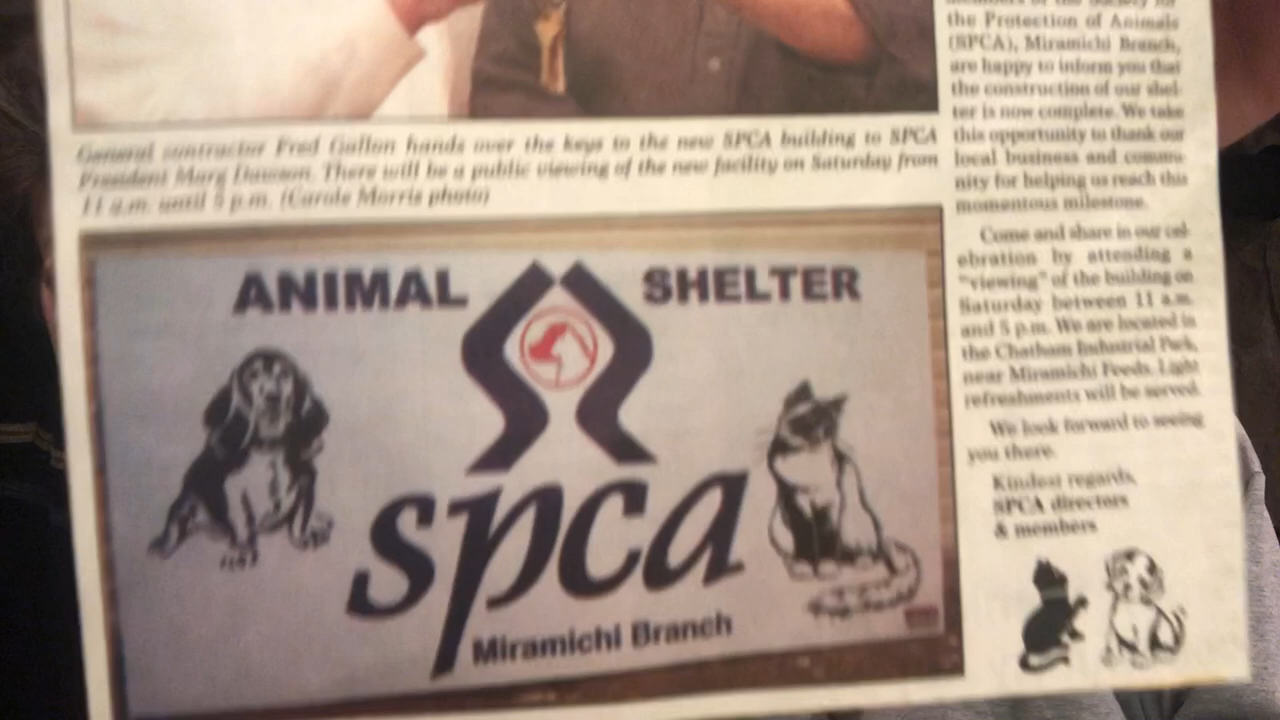 General contractor Fred Gallon hands over the keys to the new SPCA building to SPCA
President Marg Dawson. There will be a public viewing of the new facility on Saturday from
11 a.m. until 5 p.m. (Carole Morris photo)
ANIMAL SHELTER
spca
Miramichi Branch
members of the Society for
the Protection of Animals
(SPCA), Miramichi Branch,
are happy to inform you that
the construction of our shel-
ter is now complete. We take
this opportunity to thank our
local business and commu-
nity for helping us reach this
momentous milestone.
Come and share in our cel-
ebration by attending a
"viewing" of the building on
Saturday between 11 a.m.
and 5 p.m. We are located in
the Chatham Industrial Park,
near Miramichi Feeds. Light
refreshments will be served.
We look forward to seeing
you there.
Kindest regards,
SPCA directors
& members